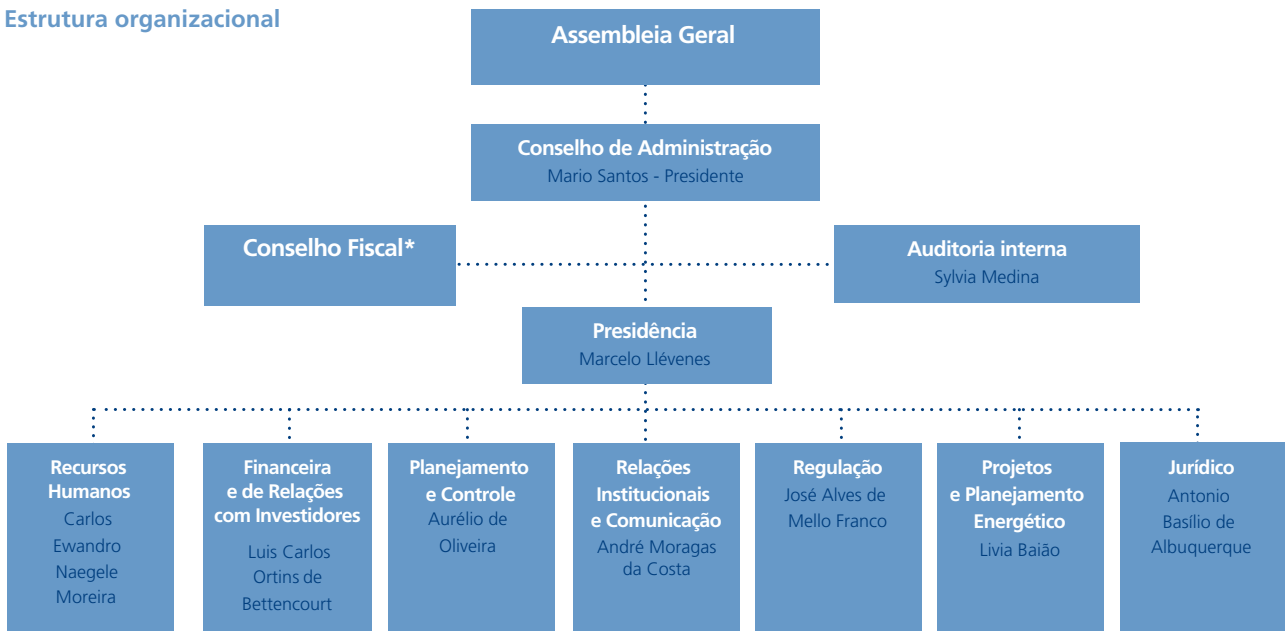 Estrutura organizacional
Assembleia Geral
Conselho de Administração
Mario Santos - Presidente
Conselho Fiscal*
Auditoria interna
Sylvia Medina
Presidência
Marcelo Llévenes
Recursos
Humanos
Carlos
Ewandro
Naegele
Moreira
Financeira
e de Relações
com Investidores
Luis Carlos
Ortins de
Bettencourt
Planejamento
e Controle
Aurélio de
Oliveira
Relações
Institucionais
e Comunicação
André Moragas
da Costa
Regulação
José Alves de
Mello Franco
Projetos
e Planejamento
Energético
Livia Baião
Jurídico
Antonio
Basílio de
Albuquerque